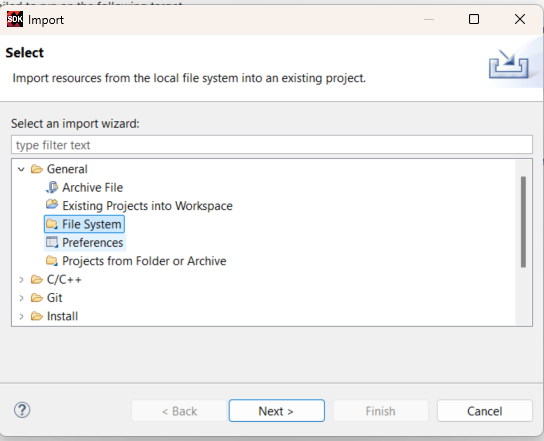 SDK Import
Select
Import resources from the local file system into an existing project.
Select an import wizard:
type filter text
General
Archive File
Existing Projects into Workspace
File System
Preferences
Projects from Folder or Archive
C/C++
Git
Install
?
< Back
Next >
Finish
Cancel